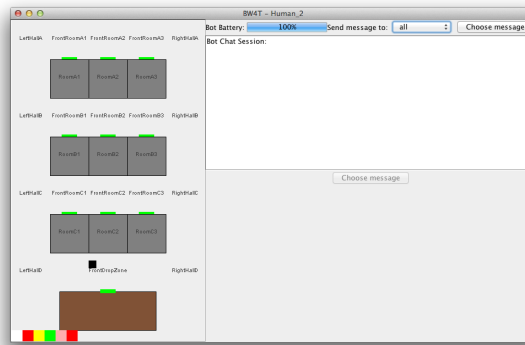 BW4T - Human_2
Bot Battery: 100% Send message to: all Choose message
Bot Chat Session:
LeftHallA FrontRoomA1 FrontRoomA2 FrontRoomA3 RightHallA
RoomA1 RoomA2 RoomA3
LeftHallB FrontRoomB1 FrontRoomB2 FrontRoomB3 RightHallB
RoomB1 RoomB2 RoomB3
Choose message
LeftHallC FrontRoomC1 FrontRoomC2 FrontRoomC3 RightHallC
RoomC1 RoomC2 RoomC3
LeftHallD FrontDropZone RightHallD